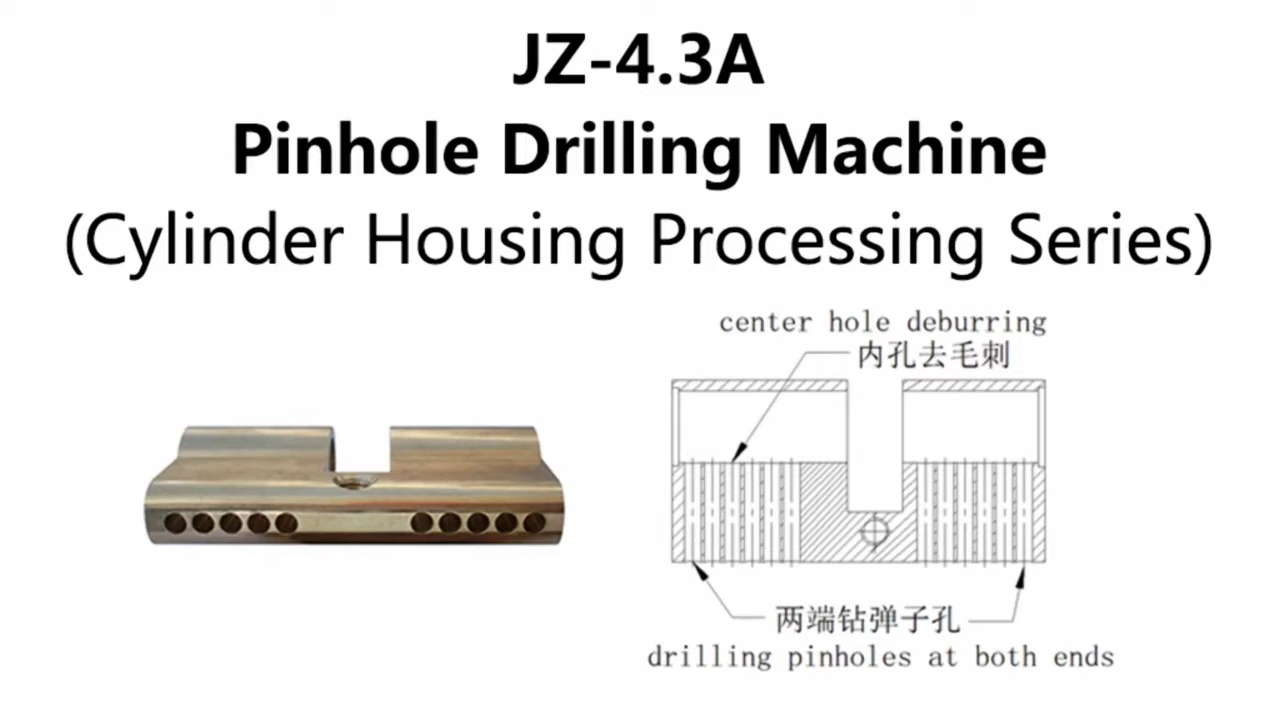 JZ-4.3A
Pinhole Drilling Machine
(Cylinder Housing Processing Series)
center hole deburring
内孔去毛刺
两端钻弹子孔
drilling pinholes at both ends